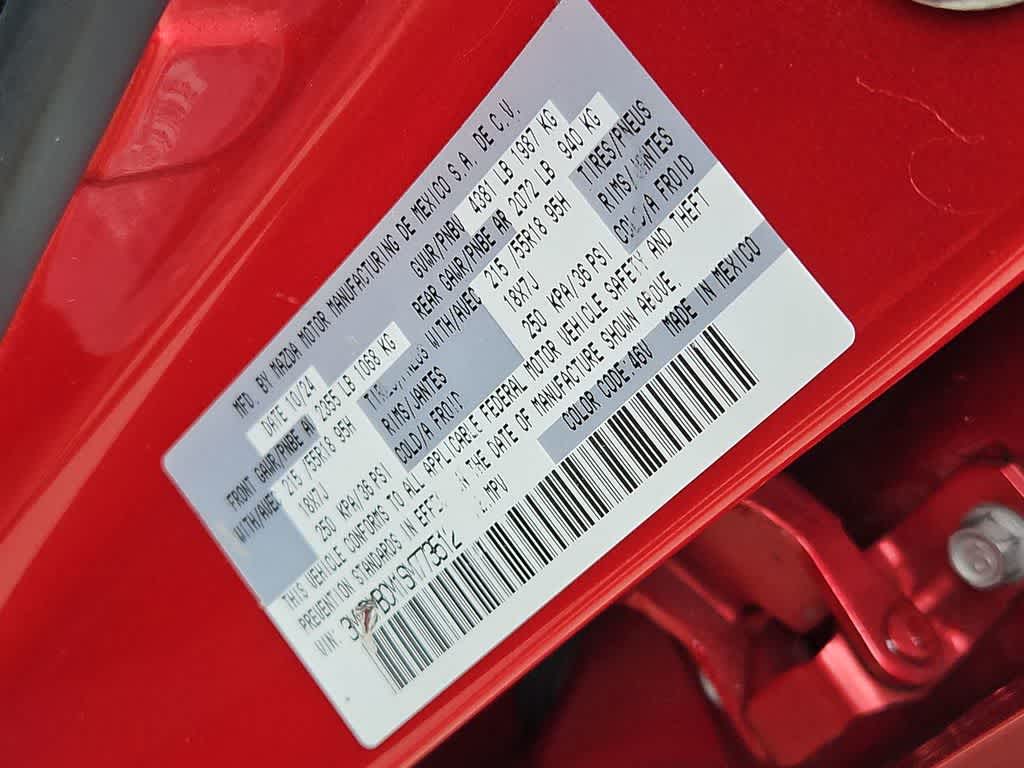 MFD. BY MAZDA MOTOR MANUFACTURING DE MEXICO S.A. DE C.V.
DATE 10/24 GVWR/PNBV 4381 LB 1987 KG
FRONT GAWR/PNBE AV 2355 LB 1068 KG REAR GAWR/PNBE AR 2072 LB 940 KG
WITH/AVEC 215 /55R18 95H WITH/AVEC 215 /55R18 95H TIRES/PNEUS
18X7J RIMS/JANTES 18X7J RIMS/JANTES
250 KPA/36 PSI COLD/A FROID 250 KPA/36 PSI COLD/A FROID
THIS VEHICLE CONFORMS TO ALL APPLICABLE FEDERAL MOTOR VEHICLE SAFETY AND THEFT
PREVENTION STANDARDS IN THE DATE OF MANUFACTURE SHOWN ABOVE.
VIN: MPV COLOR CODE:46V MADE IN MEXICO